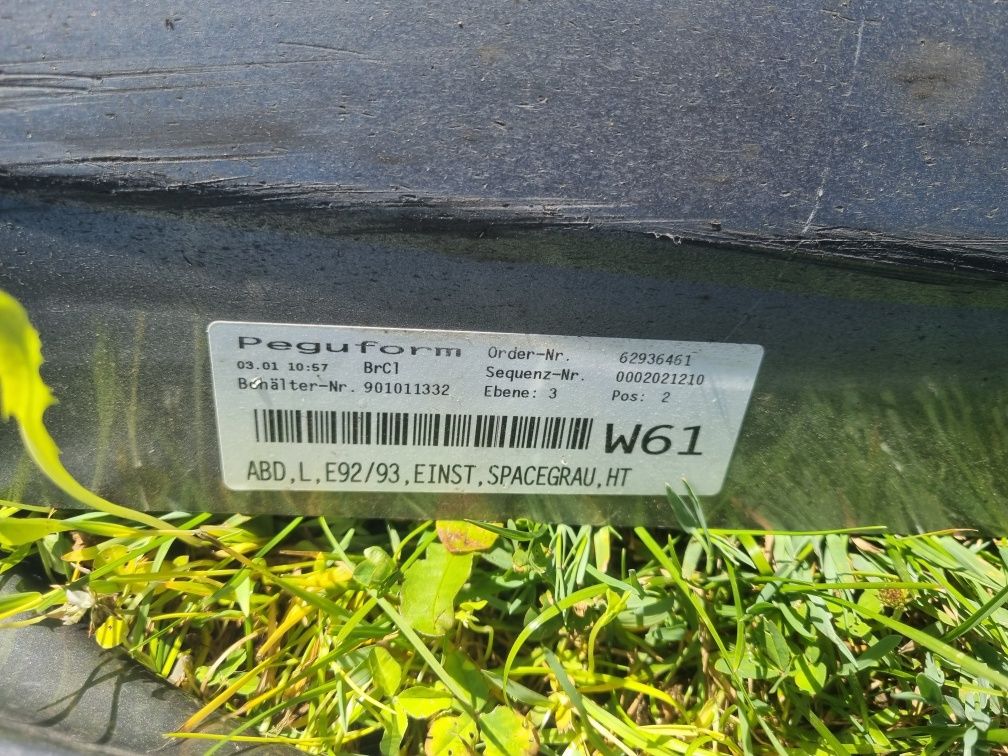 Peguform Order-Nr. 62936461
03.01 10:57 BrCl Sequenz-Nr. 0002021210
Behälter-Nr. 901011332 Ebene: 3 Pos: 2
W61
ABD,L,E92/93,EINST,SPACEGRAU,HT